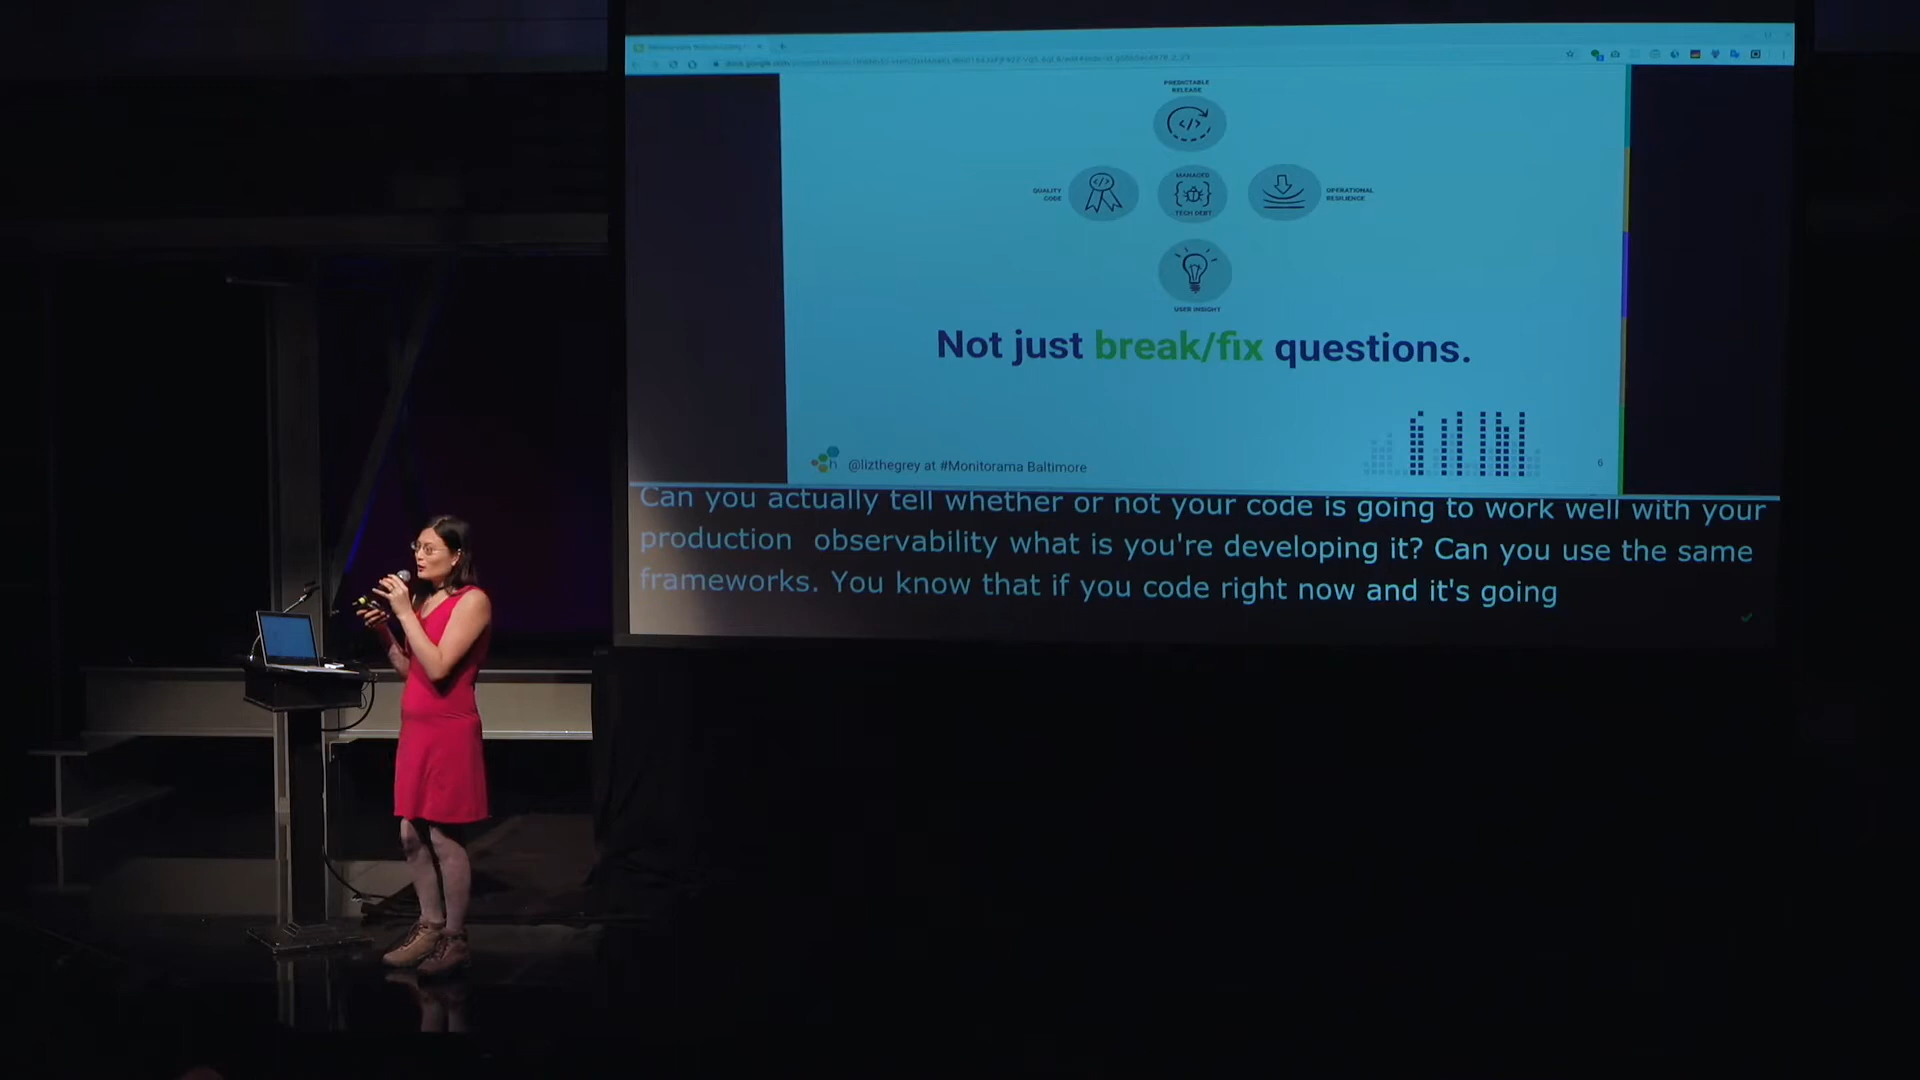 PREDICTABLE
RELEASE
QUALITY
CODE
MANAGED
TECH DEBT
OPERATIONAL
RESILIENCE
USER INSIGHT
Not just break/fix questions.
h
@lizthegrey at #Monitorama Baltimore
6
Can you actually tell whether or not your code is going to work well with your
production observability what is you're developing it? Can you use the same
frameworks. You know that if you code right now and it's going